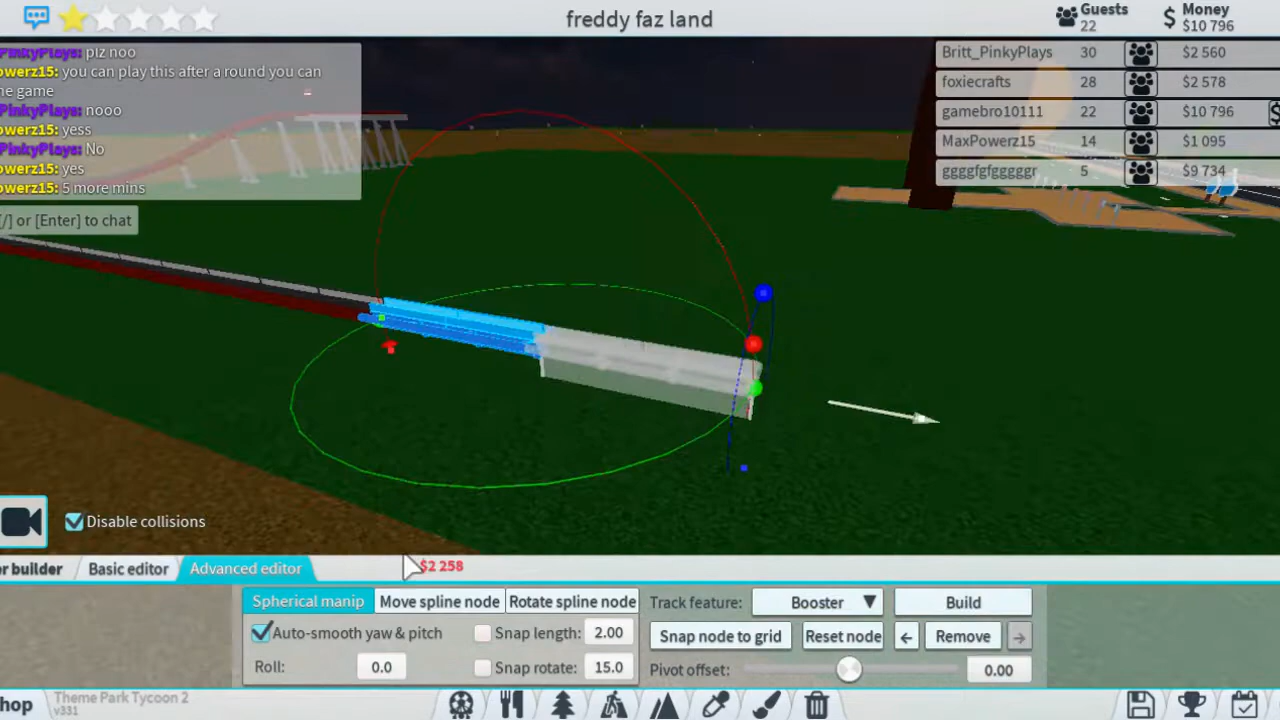 freddy faz land
Guests
22
Money
$10 796
PinkyPlays: plz noo
owerz15: you can play this after a round you can
he game
PinkyPlays: nooo
owerz15: yess
PinkyPlays: No
owerz15: yes
owerz15: 5 more mins
[/] or [Enter] to chat
Britt_PinkyPlays 30 $2 560
foxiecrafts 28 $2 578
gamebro10111 22 $10 796 $
MaxPowerz15 14 $1 095
ggggfgfgggggr 5 $9 734
Disable collisions
er builder Basic editor Advanced editor $2 258
Spherical manip Move spline node Rotate spline node Track feature: Booster Build
Auto-smooth yaw & pitch Snap length: 2.00 Snap node to grid Reset node ← Remove →
Roll: 0.0 Snap rotate: 15.0 Pivot offset: 0.00
hop Theme Park Tycoon 2
v331